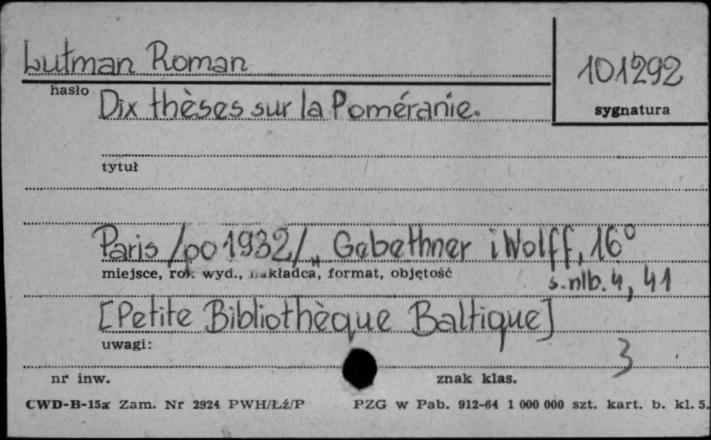 Lutman Roman
101292
hasło
sygnatura
Dix thèses sur la Poméranie.
tytuł
Paris /po 1932/, Gebethner i Wolff, 16°
miejsce, rok wyd., nakładca, format, objętość
s. nlb. 4, 41
[Petite Bibliothèque Baltique]
uwagi:
3
nr inw.
znak klas.
CWD-B-15a Zam. Nr 2924 PWH/Łź/P
PZG w Pab. 912-64 1 000 000 szt. kart. b. kl. 5.